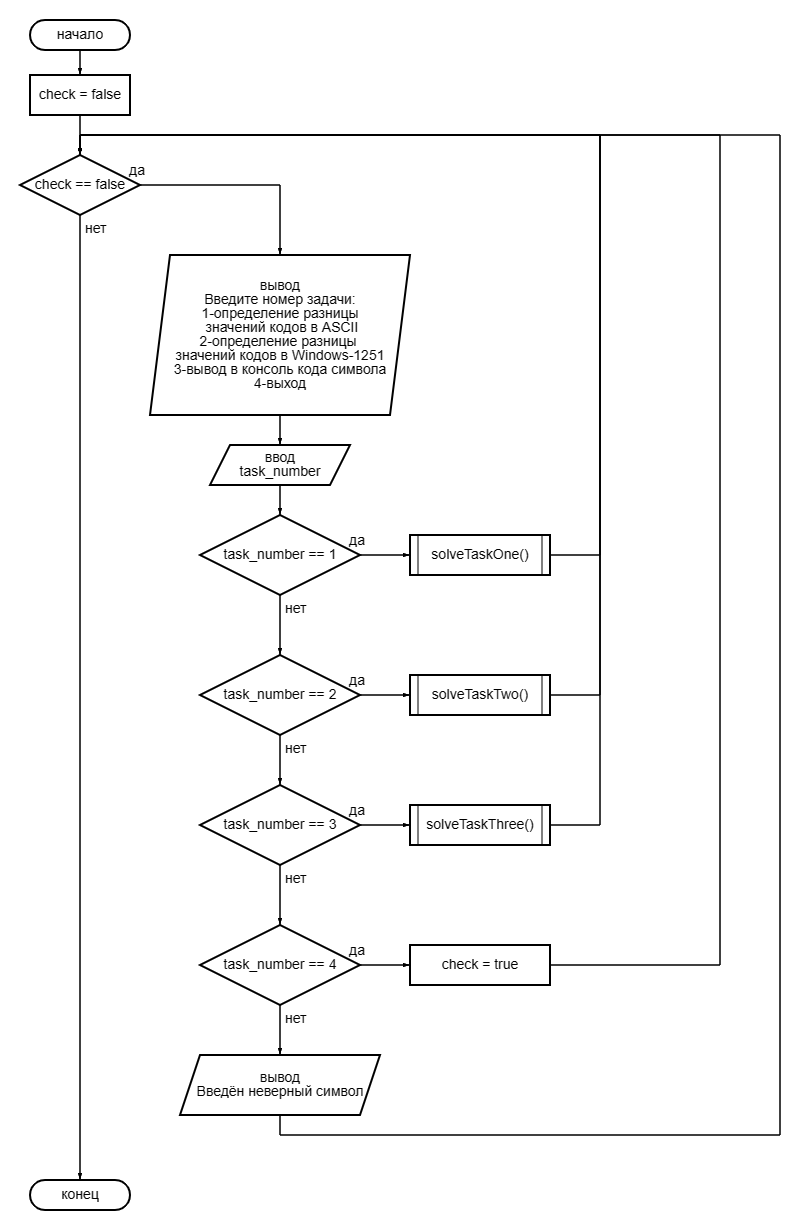 начало
check = false
check == false
да
нет
вывод
Введите номер задачи:
1-определение разницы
значений кодов в ASCII
2-определение разницы
значений кодов в Windows-1251
3-вывод в консоль кода символа
4-выход
ввод
task_number
task_number == 1
да
solveTaskOne()
нет
task_number == 2
да
solveTaskTwo()
нет
task_number == 3
да
solveTaskThree()
нет
task_number == 4
да
check = true
нет
вывод
Введён неверный символ
конец